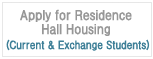 Apply for Residence
Hall Housing
(Current & Exchange Students)